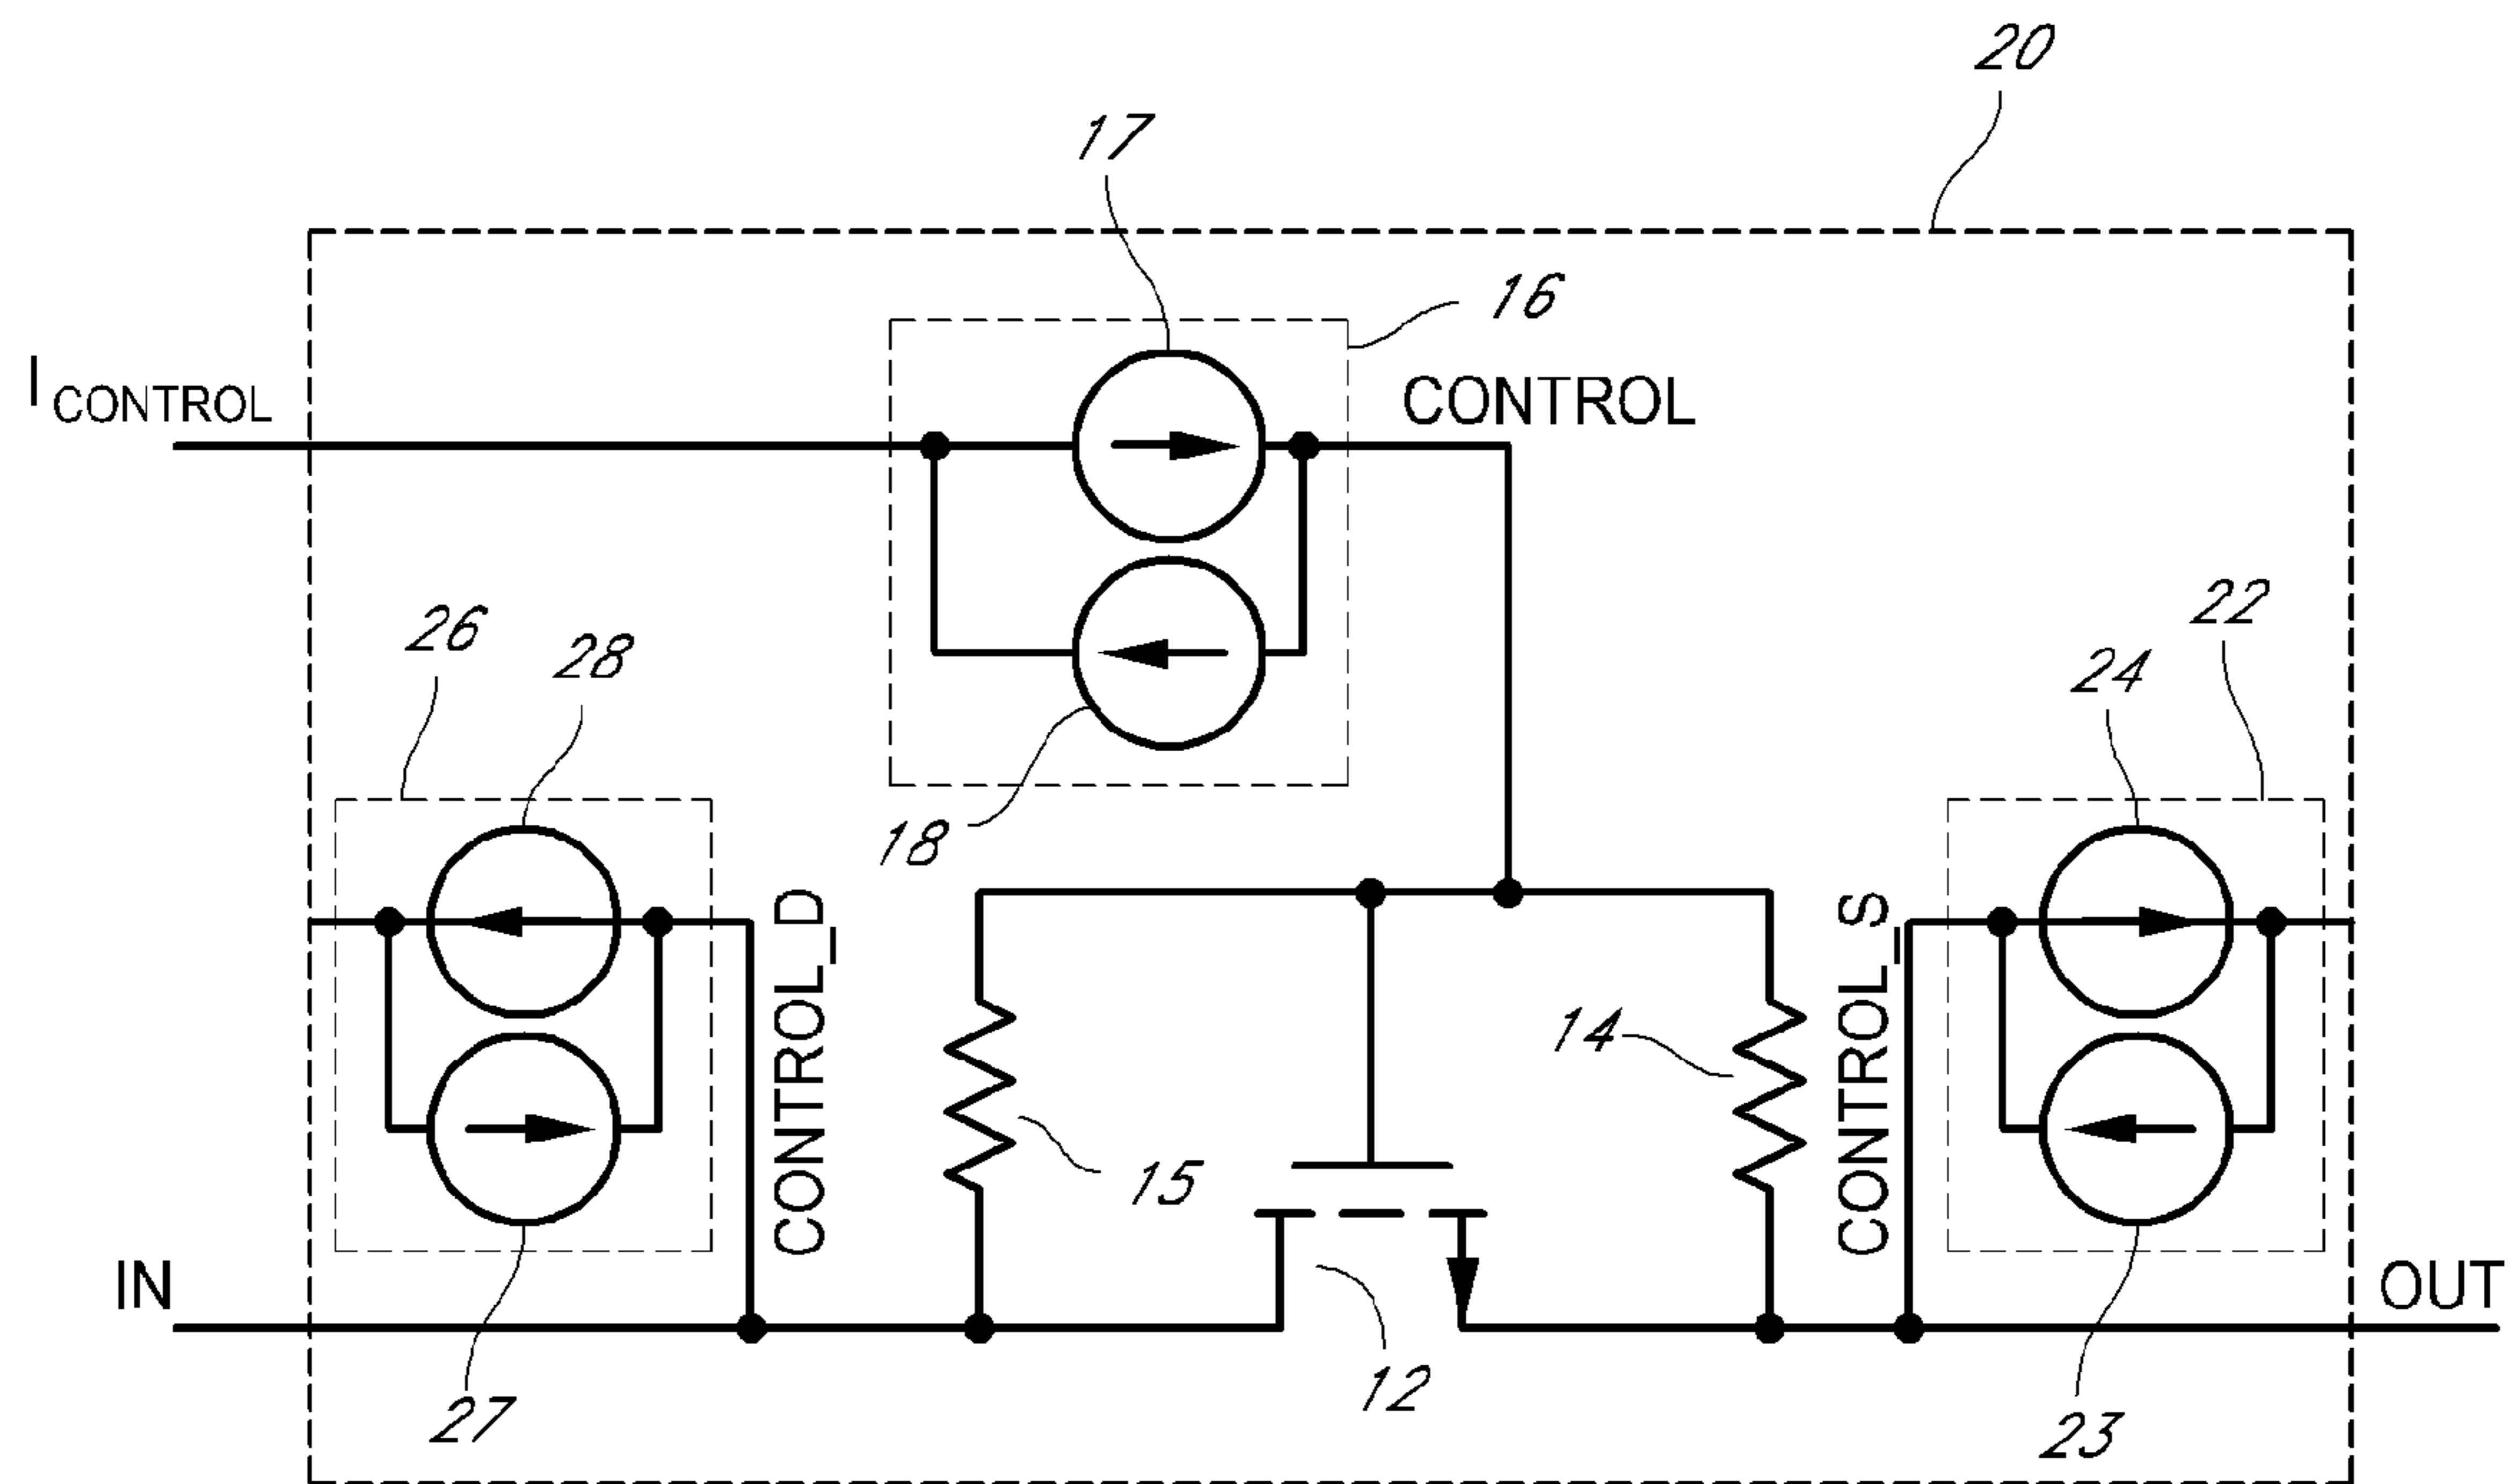 20
17
16
I CONTROL
CONTROL
26
28
22
24
18
CONTROL_D
CONTROL_S
14
15
IN
OUT
12
27
23